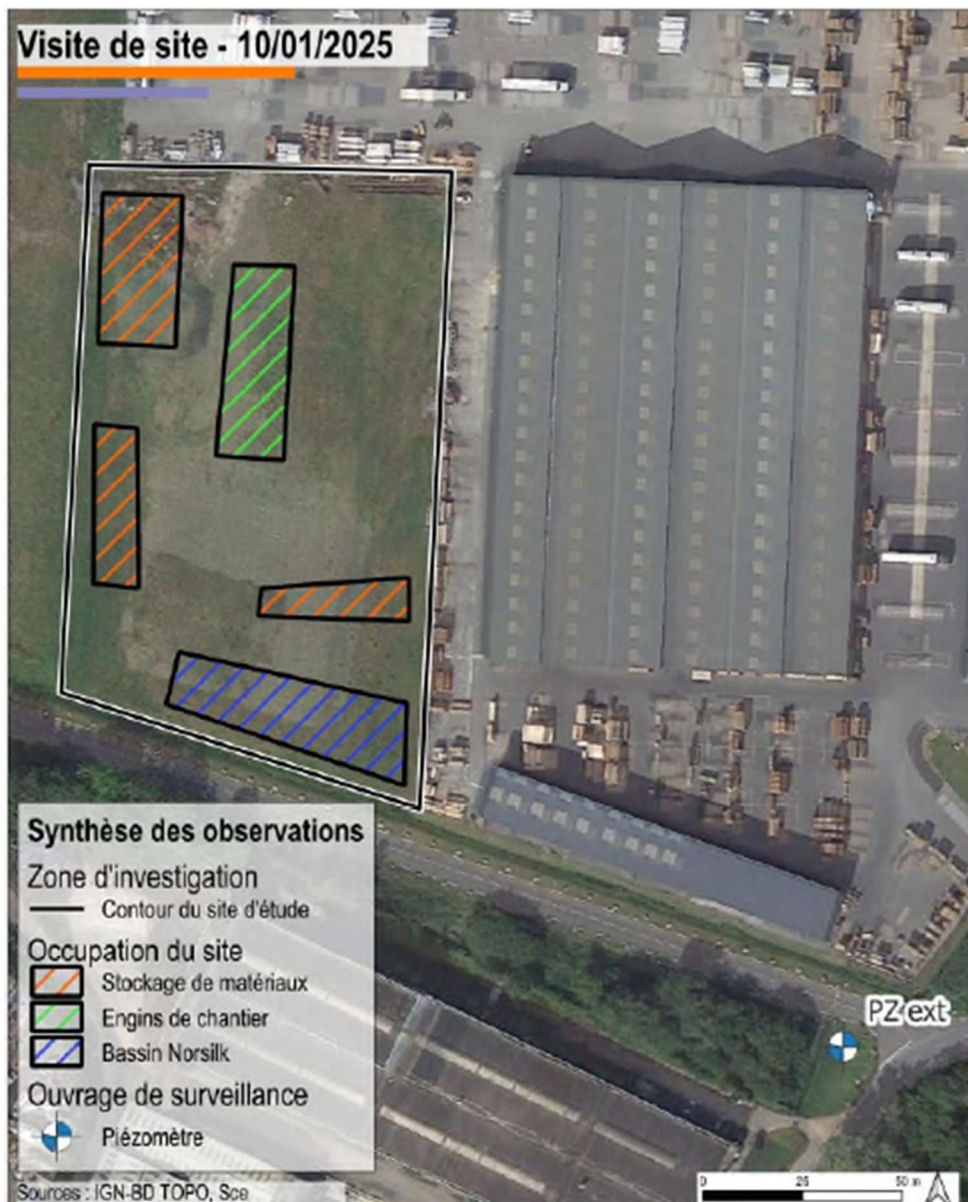 Visite de site - 10/01/2025
Synthèse des observations
Zone d'investigation
Contour du site d'étude
Occupation du site
Stockage de matériaux
Engins de chantier
Bassin Norsilk
Ouvrage de surveillance
Piézomètre
PZ ext
Sources : IGN-BD TOPO, Sce
0 25 50 m